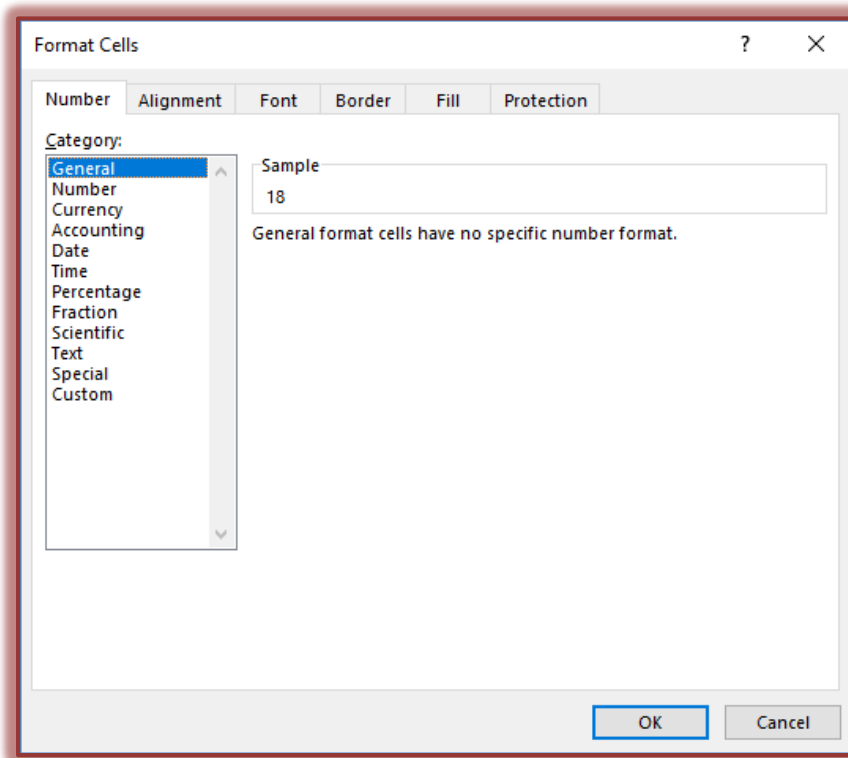 Format Cells ?
Number Alignment Font Border Fill Protection
Category:
General
Number
Currency
Accounting
Date
Time
Percentage
Fraction
Scientific
Text
Special
Custom
Sample
18
General format cells have no specific number format.
OK Cancel